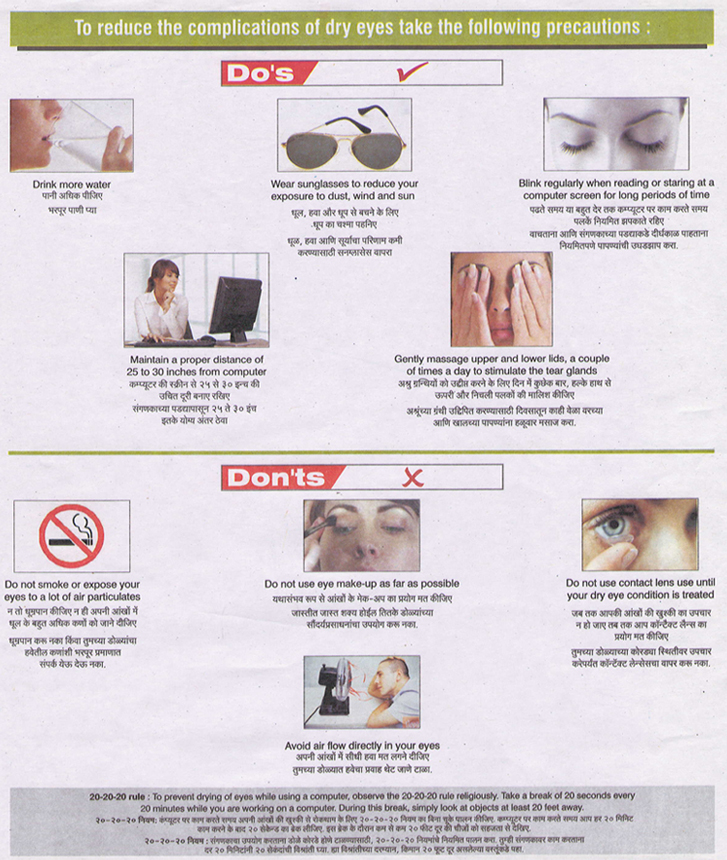 To reduce the complications of dry eyes take the following precautions :
Do's
Drink more water
पानी अधिक पीजिए
भरपूर पाणी प्या
Wear sunglasses to reduce your
exposure to dust, wind and sun
धूल, हवा और धूप से बचने के लिए
धूप का चश्मा पहनिए
धूळ, हवा आणि सूर्याचा परिणाम कमी
करण्यासाठी सनग्लासेस वापरा
Blink regularly when reading or staring at a
computer screen for long periods of time
पढते समय या बहुत देर तक कम्प्यूटर पर काम करते समय
पलकें नियमित झपकाते रहिए
वाचताना आणि संगणकाच्या पडद्याकडे दीर्घकाळ पाहताना
नियमितपणे पापण्यांची उघडझाप करा.
Maintain a proper distance of
25 to 30 inches from computer
कम्प्यूटर की स्क्रीन से २५ से ३० इन्च की
उचित दूरी बनाए रखिए
संगणकाच्या पडद्यापासून २५ ते ३० इंच
इतके योग्य अंतर ठेवा
Gently massage upper and lower lids, a couple
of times a day to stimulate the tear glands
अश्रु ग्रन्थियों को उद्दीप्त करने के लिए दिन में कुछेक बार, हल्के हाथ से
ऊपरी और निचली पलकों की मालिश कीजिए
अश्रूंच्या ग्रंथी उद्दिपित करण्यासाठी दिवसातून काही वेळा वरच्या
आणि खालच्या पापण्यांना हळूवार मसाज करा.
Don'ts
Do not smoke or expose your
eyes to a lot of air particulates
न तो धूम्रपान कीजिए न ही अपनी आंखों में
धूल के बहुत अधिक कणों को जाने दीजिए
धूम्रपान करू नका किंवा तुमच्या डोळ्यांचा
हवेतील कणांशी भरपूर प्रमाणात
संपर्क येऊ देऊ नका.
Do not use eye make-up as far as possible
यथासंभव रूप से आंखों के मेक-अप का प्रयोग मत कीजिए
जास्तीत जास्त शक्य होईल तितके डोळ्यांच्या
सौंदर्यप्रसाधनांचा उपयोग करू नका.
Do not use contact lens use until
your dry eye condition is treated
जब तक आपकी आंखों की खुश्की का उपचार
न हो जाए तब तक आप कॉन्टैक्ट लैन्स का
प्रयोग मत कीजिए
तुमच्या डोळ्याच्या कोरड्या स्थितीवर उपचार
करेपर्यंत कॉन्टॅक्ट लेन्सेसचा वापर करू नका.
Avoid air flow directly in your eyes
अपनी आंखों में सीधी हवा मत लगने दीजिए
तुमच्या डोळ्यात हवेचा प्रवाह थेट जाणे टाळा.
20-20-20 rule : To prevent drying of eyes while using a computer, observe the 20-20-20 rule religiously. Take a break of 20 seconds every
20 minutes while you are working on a computer. During this break, simply look at objects at least 20 feet away.
२०-२०-२० नियम: कंप्यूटर पर काम करते समय अपनी आंखों की खुश्की से रोकथाम के लिए २०-२०-२० नियम का बिना चुके पालन कीजिए. कम्प्यूटर पर काम करते समय आप हर २० मिनिट
काम करने के बाद २० सेकेन्ड का ब्रेक लीजिए. इस ब्रेक के दौरान कम से कम २० फीट दूर की चीजों को सहजता से देखिए.
२०-२०-२० नियम : संगणकाचा उपयोग करताना डोळे कोरडे होणे टाळण्यासाठी, २०-२०-२० नियमांचे नियमित पालन करा. तुम्ही संगणकावर काम करताना
दर २० मिनिटांनी २० सेकंदांची विश्रांती घ्या. ह्या विश्रांतीच्या दरम्यान, किमान २० फूट दूर असलेल्या वस्तूंकडे पहा.